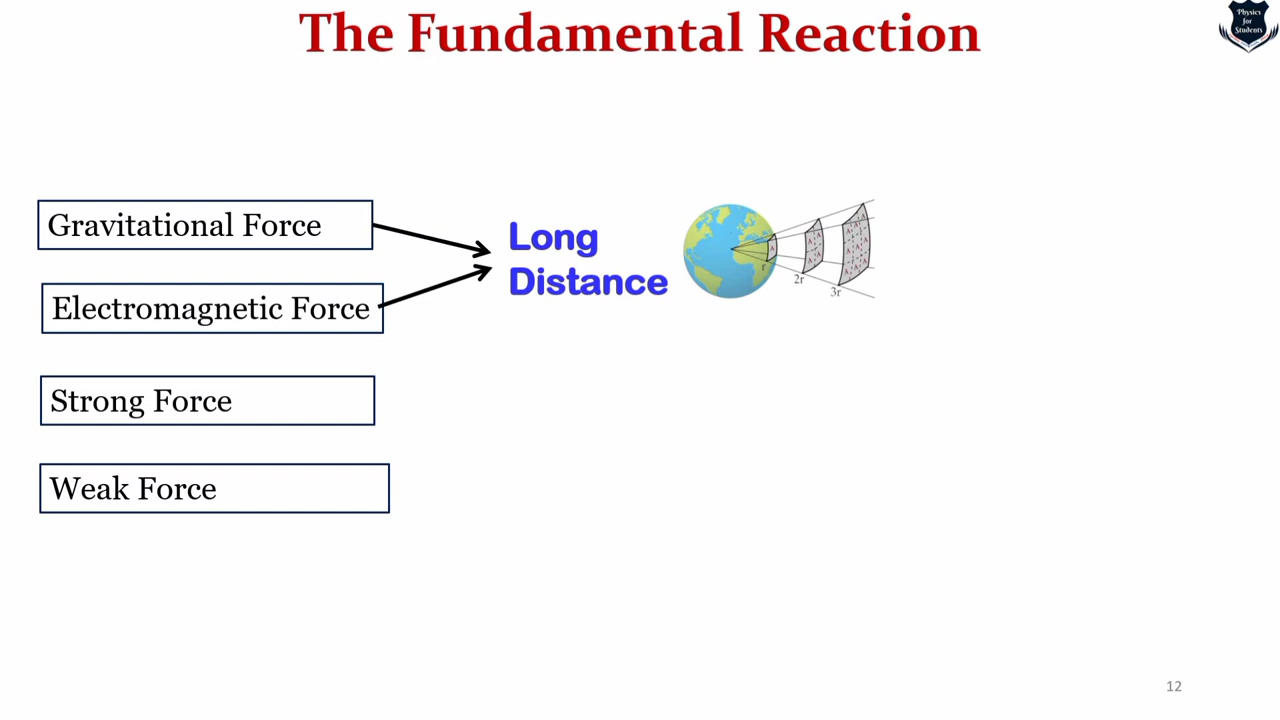 The Fundamental Reaction
Physics
for
Students
Gravitational Force
Electromagnetic Force
Strong Force
Weak Force
Long
Distance
r
2r
3r
12